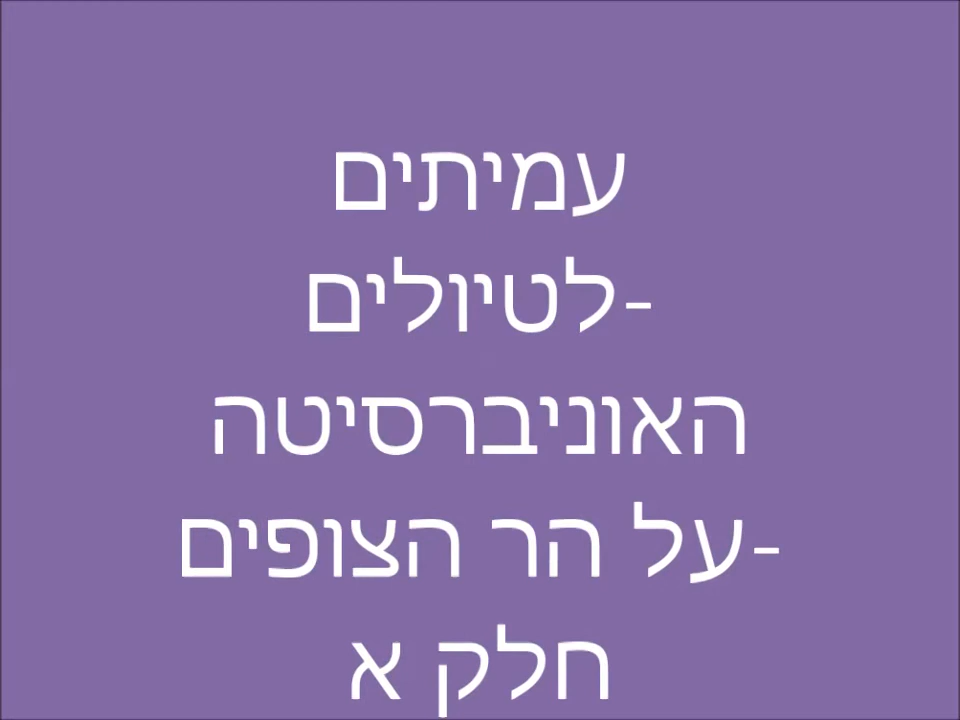 עמיתים
-לטיולים
האוניברסיטה
-על הר הצופים
חלק א